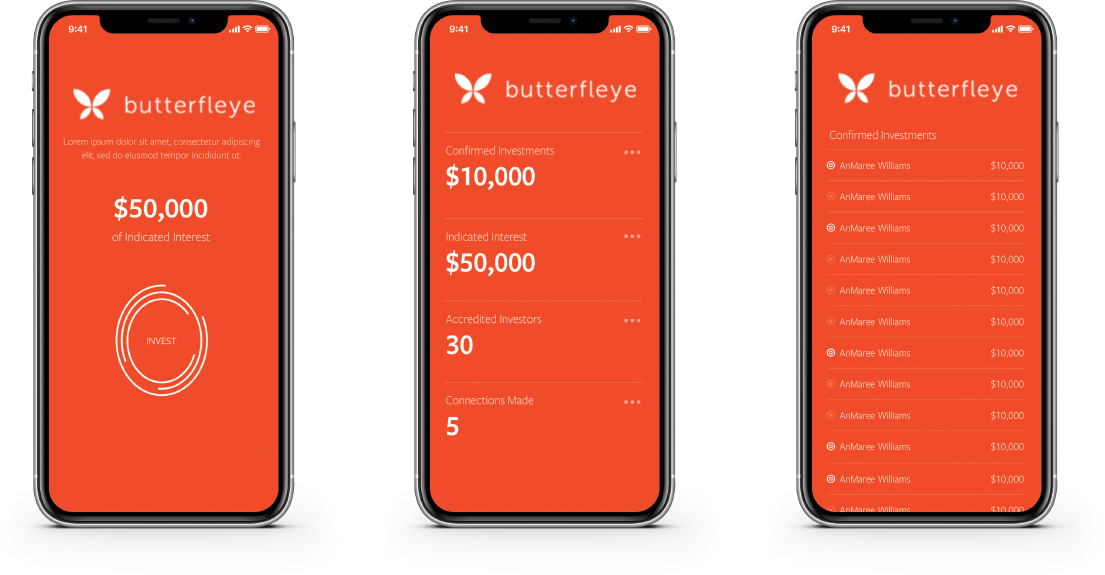 9:41
butterfleye
Lorem ipsum dolor sit amet, consectetur adipiscing
elit, sed do eiusmod tempor incididunt ut.
$50,000
of Indicated Interest
INVEST
9:41
butterfleye
Confirmed Investments
$10,000
Indicated Interest
$50,000
Accredited Investors
30
Connections Made
5
9:41
butterfleye
Confirmed Investments
AnMaree Williams $10,000
AnMaree Williams $10,000
AnMaree Williams $10,000
AnMaree Williams $10,000
AnMaree Williams $10,000
AnMaree Williams $10,000
AnMaree Williams $10,000
AnMaree Williams $10,000
AnMaree Williams $10,000
AnMaree Williams $10,000
AnMaree Williams $10,000
AnMaree Williams $10,000